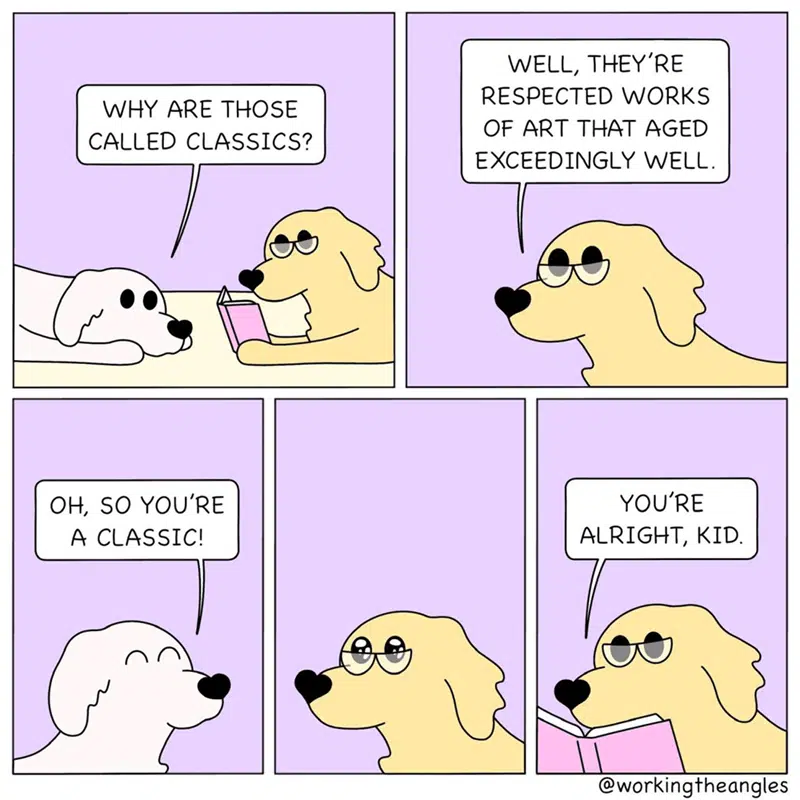 WHY ARE THOSE
CALLED CLASSICS?
WELL, THEY'RE
RESPECTED WORKS
OF ART THAT AGED
EXCEEDINGLY WELL.
OH, SO YOU'RE
A CLASSIC!
YOU'RE
ALRIGHT, KID.
@workingtheangles